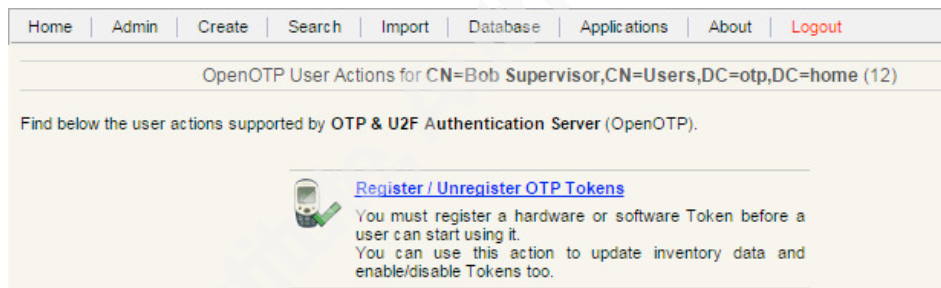 Home | Admin | Create | Search | Import | Database | Applications | About | Logout
OpenOTP User Actions for CN=Bob Supervisor,CN=Users,DC=otp,DC=home (12)
Find below the user actions supported by OTP & U2F Authentication Server (OpenOTP).
Register / Unregister OTP Tokens
You must register a hardware or software Token before a
user can start using it.
You can use this action to update inventory data and
enable/disable Tokens too.